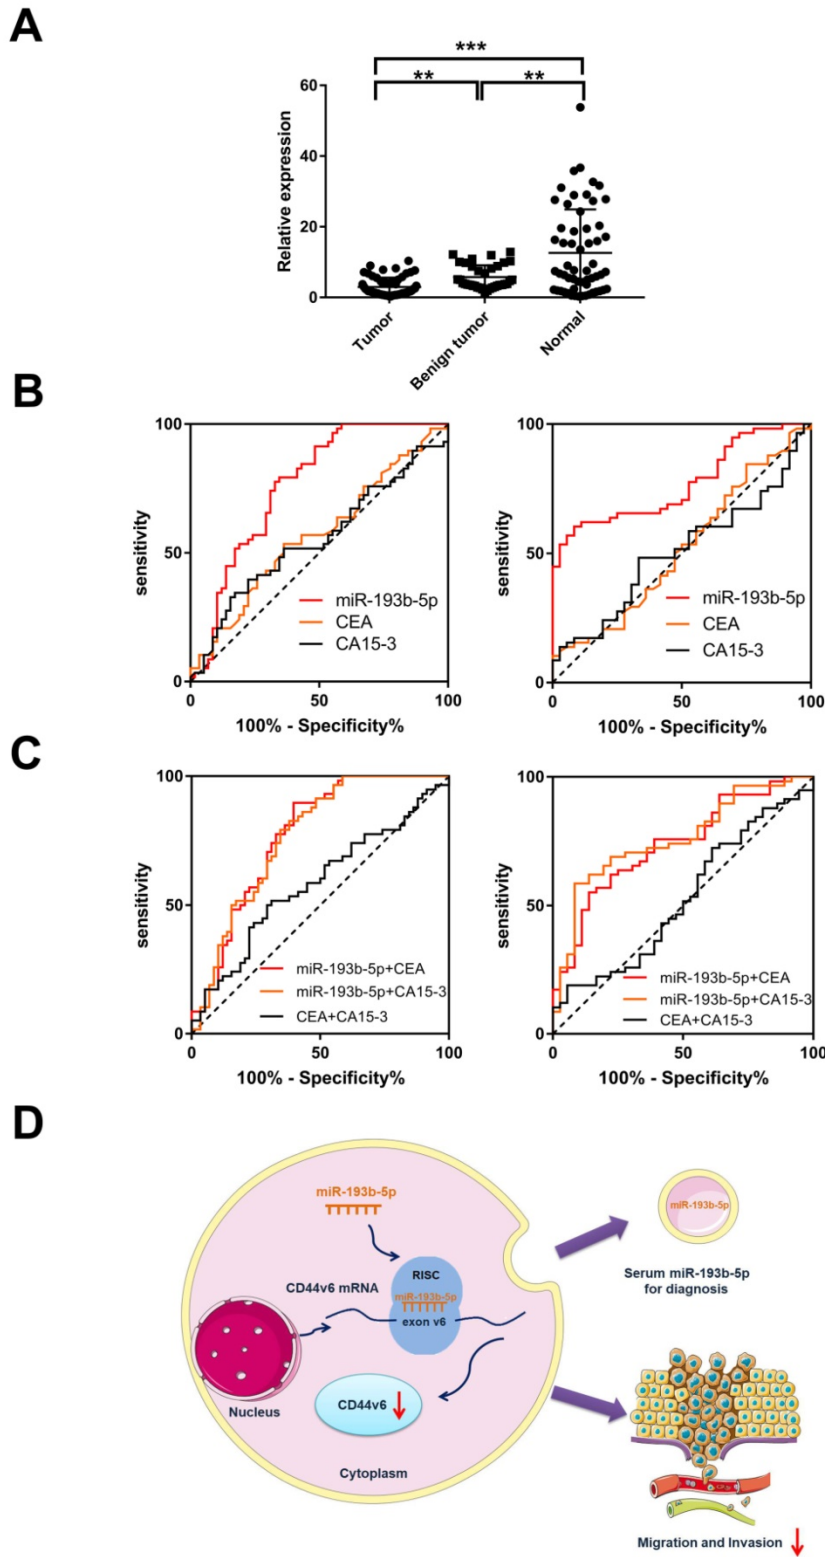 A
***
**
**
60
40
20
0
Relative expression
Tumor
Benign tumor
Normal
B
100
50
0
sensitivity
miR-193b-5p
CEA
CA15-3
0
50
100
100% - Specificity%
100
50
0
sensitivity
miR-193b-5p
CEA
CA15-3
0
50
100
100% - Specificity%
C
100
50
0
sensitivity
miR-193b-5p+CEA
miR-193b-5p+CA15-3
CEA+CA15-3
0
50
100
100% - Specificity%
100
50
0
sensitivity
miR-193b-5p+CEA
miR-193b-5p+CA15-3
CEA+CA15-3
0
50
100
100% - Specificity%
D
miR-193b-5p
CD44v6 mRNA
RISC
miR-193b-5p
exon v6
Nucleus
CD44v6
Cytoplasm
miR-193b-5p
Serum miR-193b-5p
for diagnosis
Migration and Invasion